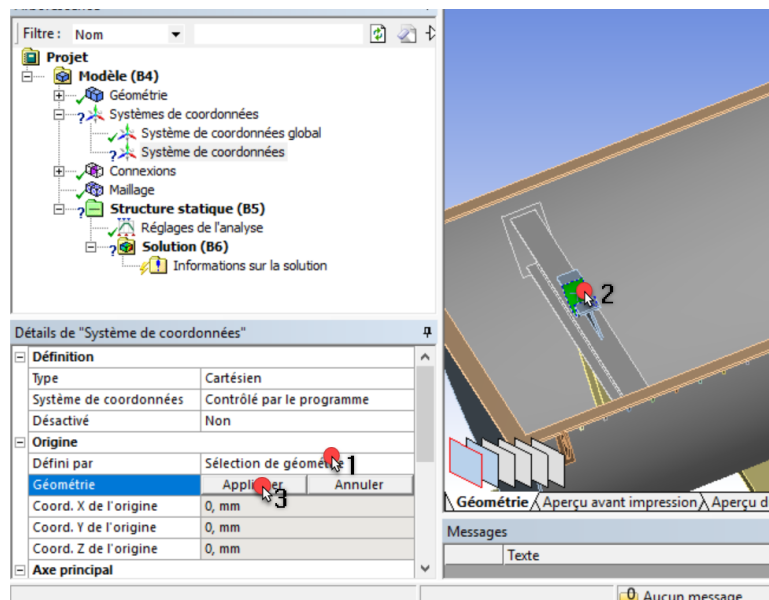 Filtre : Nom
Projet
Modèle (B4)
Géométrie
Systèmes de coordonnées
Système de coordonnées global
Système de coordonnées
Connexions
Maillage
Structure statique (B5)
Réglages de l'analyse
Solution (B6)
Informations sur la solution
2
Détails de "Système de coordonnées"
Définition
Type Cartésien
Système de coordonnées Contrôlé par le programme
Désactivé Non
Origine
Défini par Sélection de géométrie 1
Géométrie Appliquer Annuler
3
Coord. X de l'origine 0, mm
Coord. Y de l'origine 0, mm
Coord. Z de l'origine 0, mm
Axe principal
Géométrie Aperçu avant impression Aperçu d
Messages
Texte
0 Aucun message